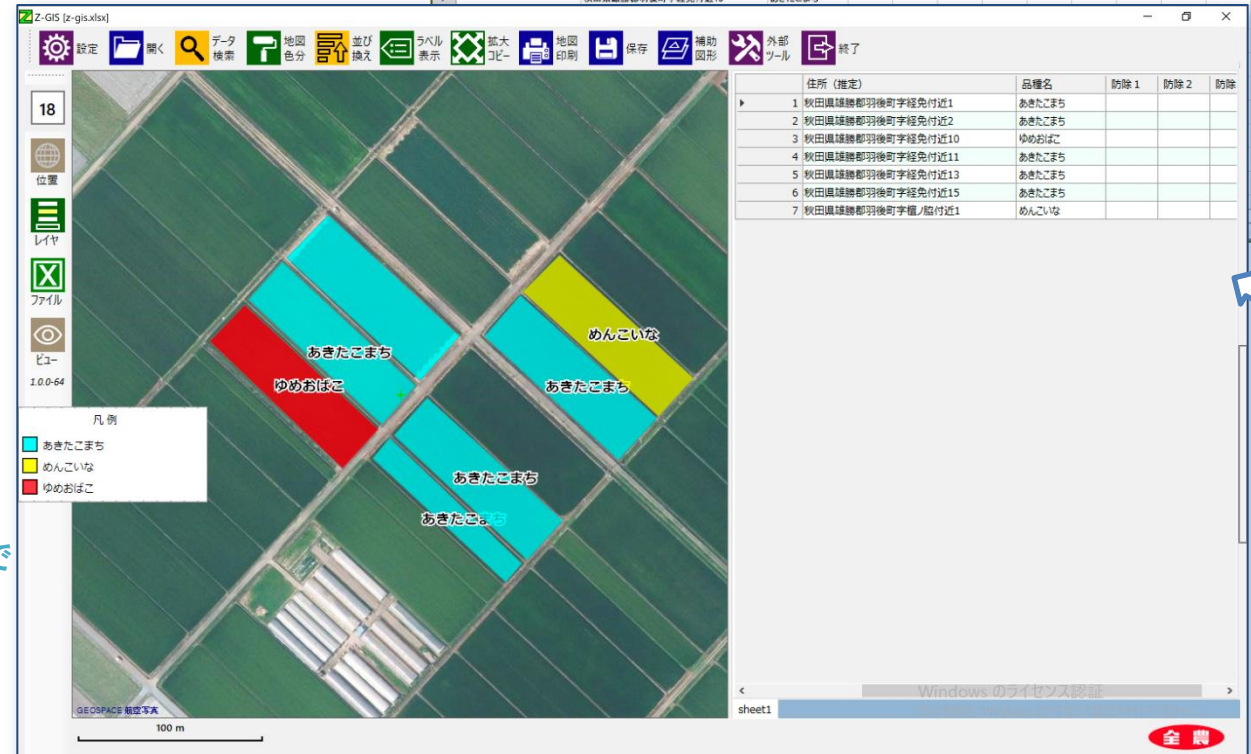 Z-GIS [z-gis.xlsx]
設定
開く
データ検索
地図色分
並び換え
ラベル表示
拡大コピー
地図印刷
保存
補助図形
外部ツール
終了
18
位置
レイヤ
ファイル
ビュー
1.0.0-64
あきたこまち
ゆめおばこ
めんこいな
あきたこまち
あきたこまち
あきたこまち
凡例
あきたこまち
めんこいな
ゆめおばこ
GEOSPACE 航空写真
100 m
住所（推定） 品種名 防除1 防除2 防除
1 秋田県雄勝郡羽後町字経免付近1 あきたこまち
2 秋田県雄勝郡羽後町字経免付近2 あきたこまち
3 秋田県雄勝郡羽後町字経免付近10 ゆめおばこ
4 秋田県雄勝郡羽後町字経免付近11 あきたこまち
5 秋田県雄勝郡羽後町字経免付近13 あきたこまち
6 秋田県雄勝郡羽後町字経免付近15 あきたこまち
7 秋田県雄勝郡羽後町字檀ノ脇付近1 めんこいな
Windows のライセンス認証
sheet1
全農